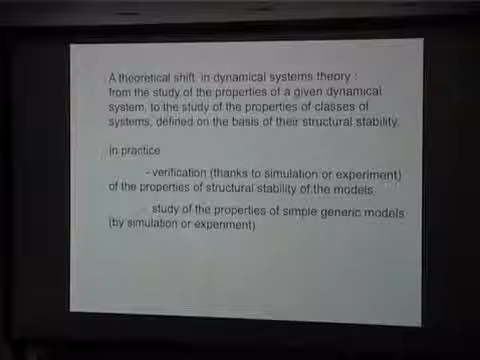 A theoretical shift, in dynamical systems theory :
from the study of the properties of a given dynamical
system, to the study of the properties of classes of
systems, defined on the basis of their structural stability.
In practice
- verification (thanks to simulation or experiment)
of the properties of structural stability of the models
- study of the properties of simple generic models
(by simulation or experiment)